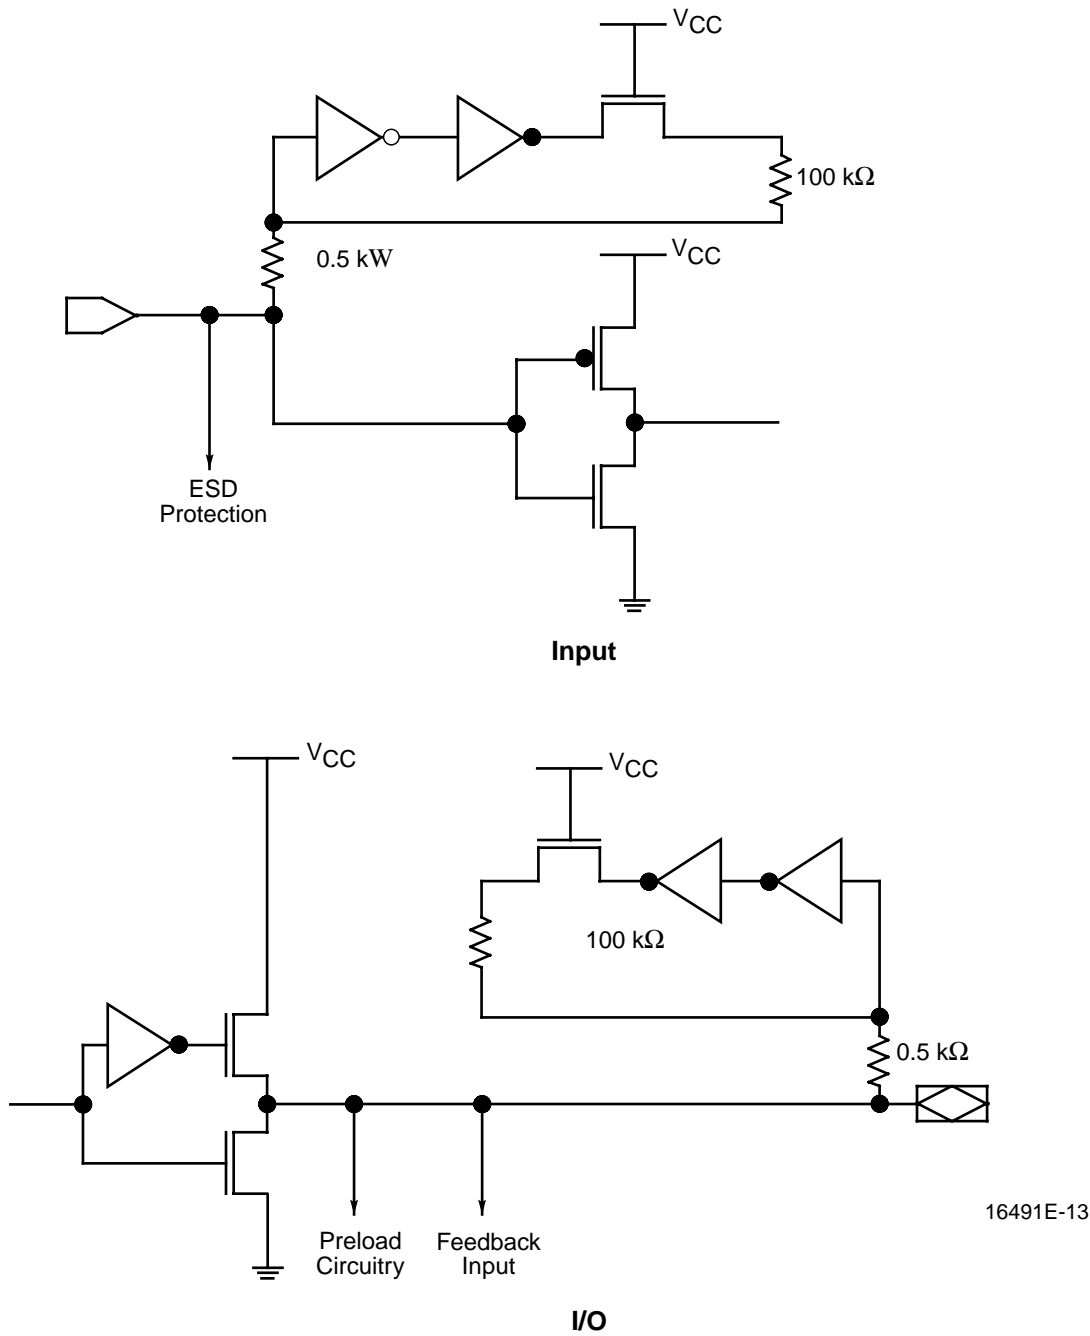 VCC
100 kΩ
0.5 kW
VCC
ESD
Protection
Input
VCC
VCC
100 kΩ
0.5 kΩ
Preload
Circuitry
Feedback
Input
16491E-13
I/O